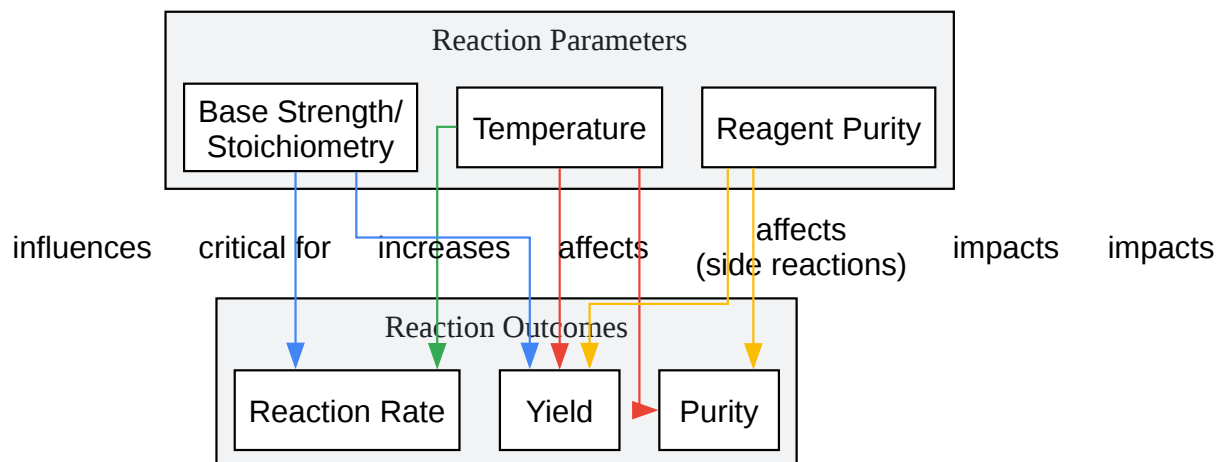 Reaction Parameters
Base Strength/
Stoichiometry
Temperature
Reagent Purity
influences
critical for
increases
affects
affects
(side reactions)
impacts
impacts
Reaction Outcomes
Reaction Rate
Yield
Purity